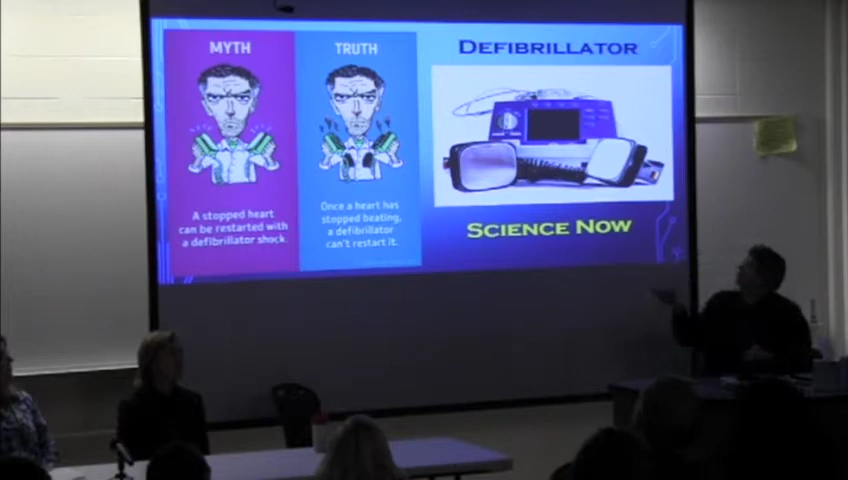 MYTH
A stopped heart
can be restarted with
a defibrillator shock.
TRUTH
Once a heart has
stopped beating,
a defibrillator
can't restart it.
DEFIBRILLATOR
SCIENCE NOW